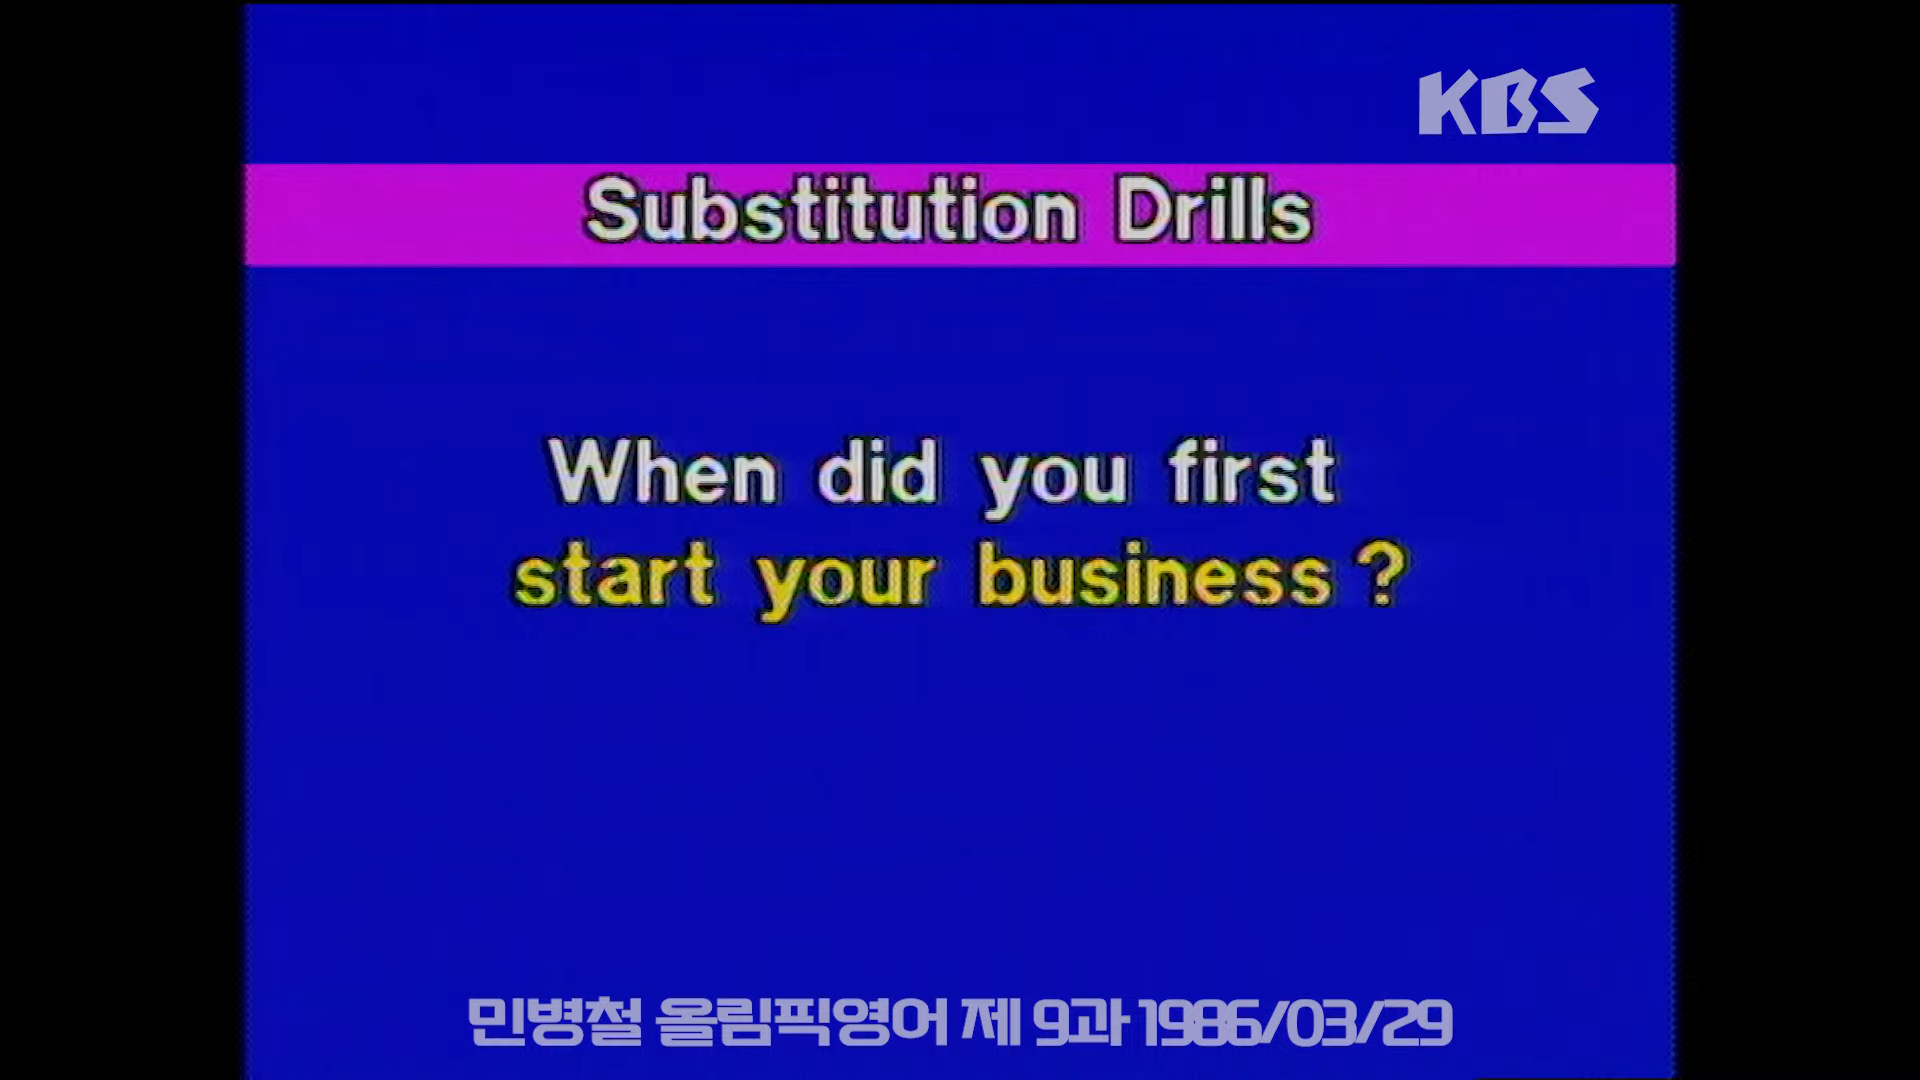 KBS
Substitution Drills
When did you first
start your business?
민병철 올림픽영어 제 9과 1986/03/29